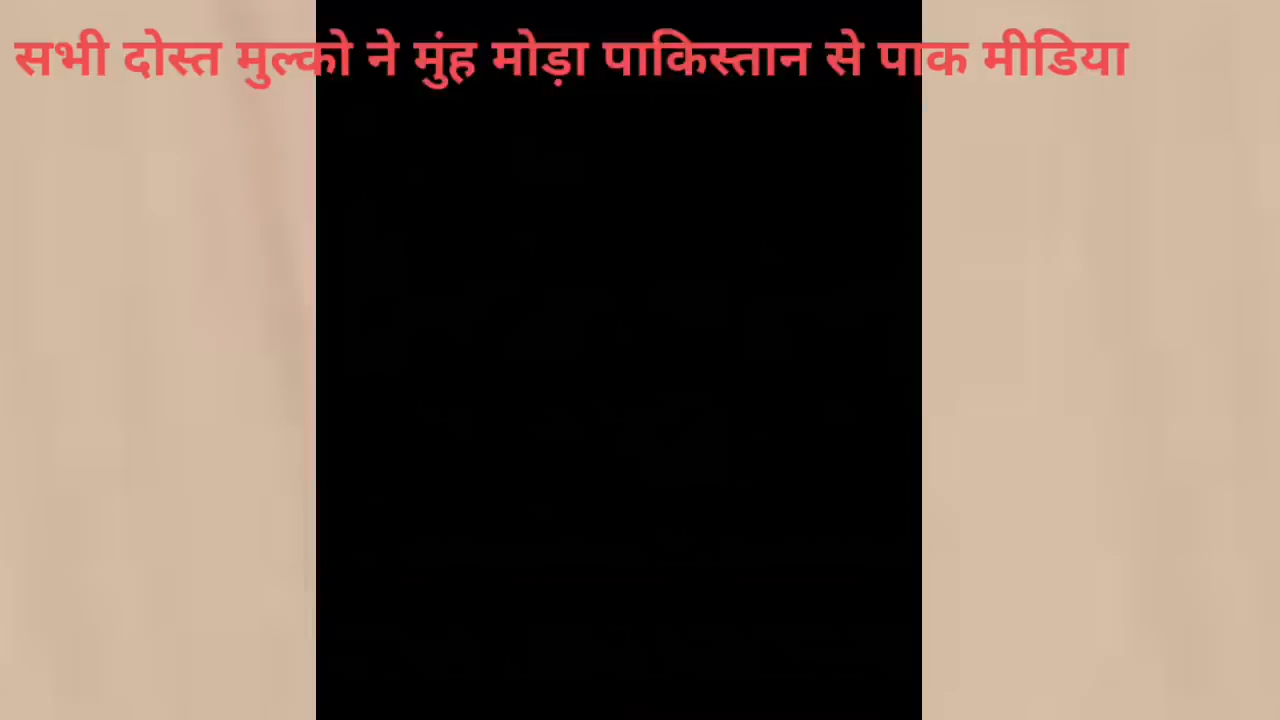 सभी दोस्त मुल्को ने मुंह मोड़ा पाकिस्तान से पाक मीडिया